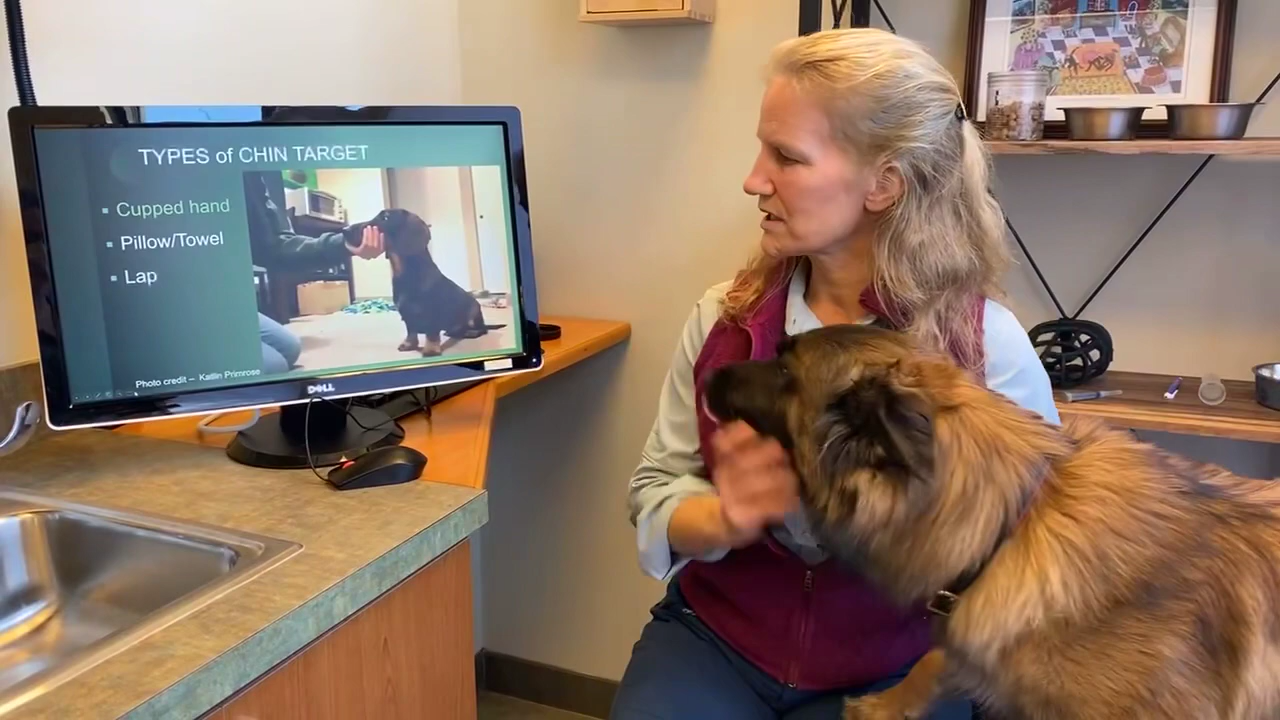 TYPES of CHIN TARGET
▪ Cupped hand
▪ Pillow/Towel
▪ Lap
Photo credit – Kaitlin Primrose
DELL